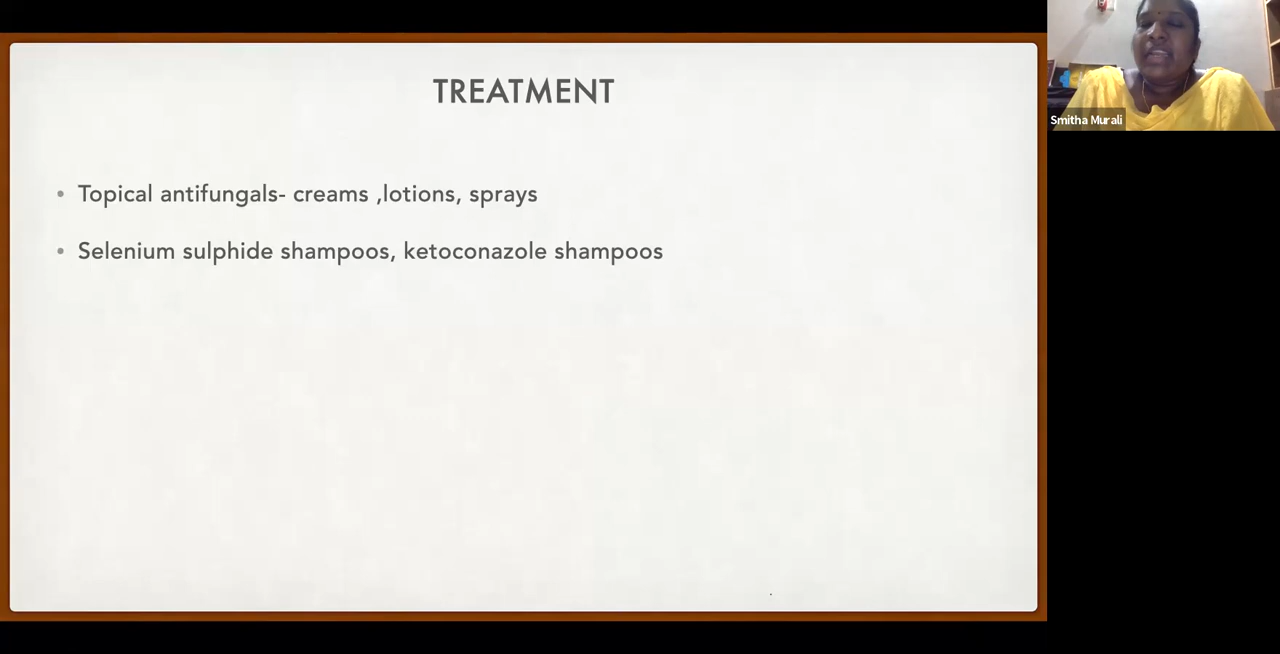 TREATMENT
• Topical antifungals- creams ,lotions, sprays
• Selenium sulphide shampoos, ketoconazole shampoos
Smitha Murali